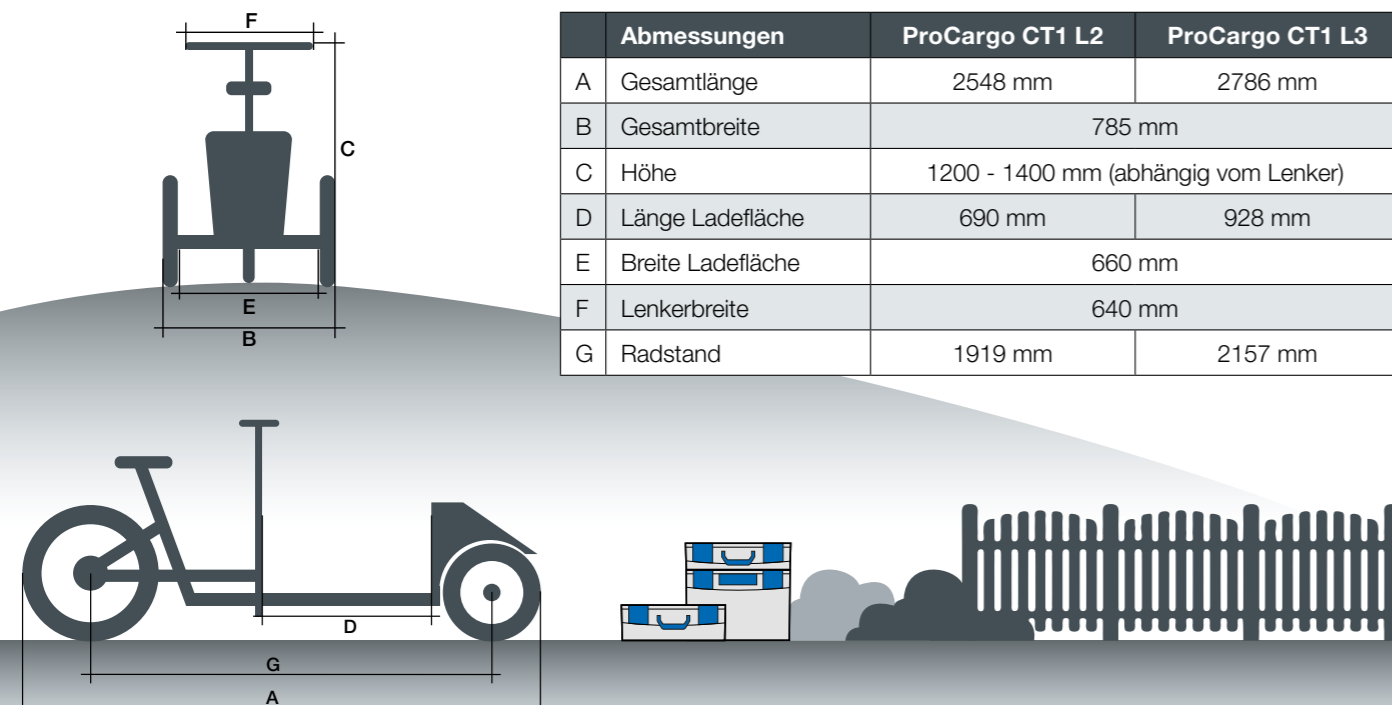 F
C
E
B
Abmessungen ProCargo CT1 L2 ProCargo CT1 L3
A Gesamtlänge 2548 mm 2786 mm
B Gesamtbreite 785 mm
C Höhe 1200 - 1400 mm (abhängig vom Lenker)
D Länge Ladefläche 690 mm 928 mm
E Breite Ladefläche 660 mm
F Lenkerbreite 640 mm
G Radstand 1919 mm 2157 mm
D
G
A